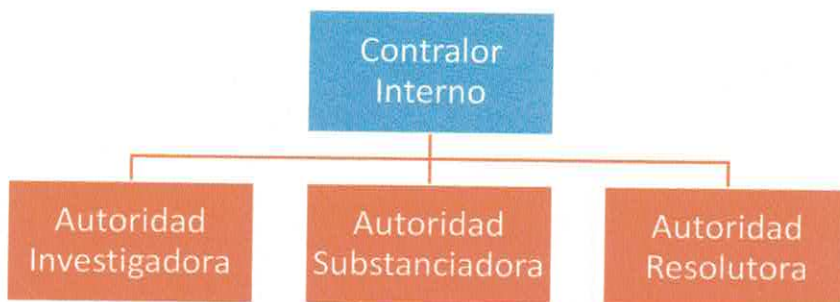 Contralor
Interno
Autoridad
Investigadora
Autoridad
Substanciadora
Autoridad
Resolutora